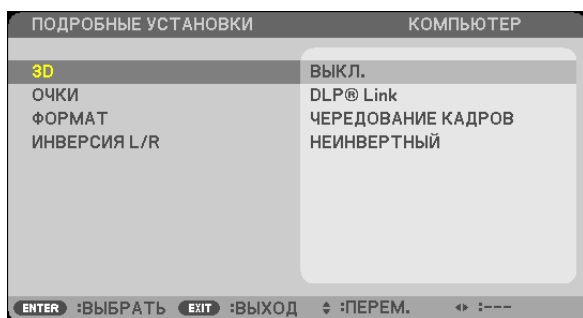 ПОДРОБНЫЕ УСТАНОВКИ КОМПЬЮТЕР
3D ВЫКЛ.
ОЧКИ DLP® Link
ФОРМАТ ЧЕРЕДОВАНИЕ КАДРОВ
ИНВЕРСИЯ L/R НЕИНВЕРТНЫЙ
ENTER :ВЫБРАТЬ EXIT :ВЫХОД :ПЕРЕМ. :---